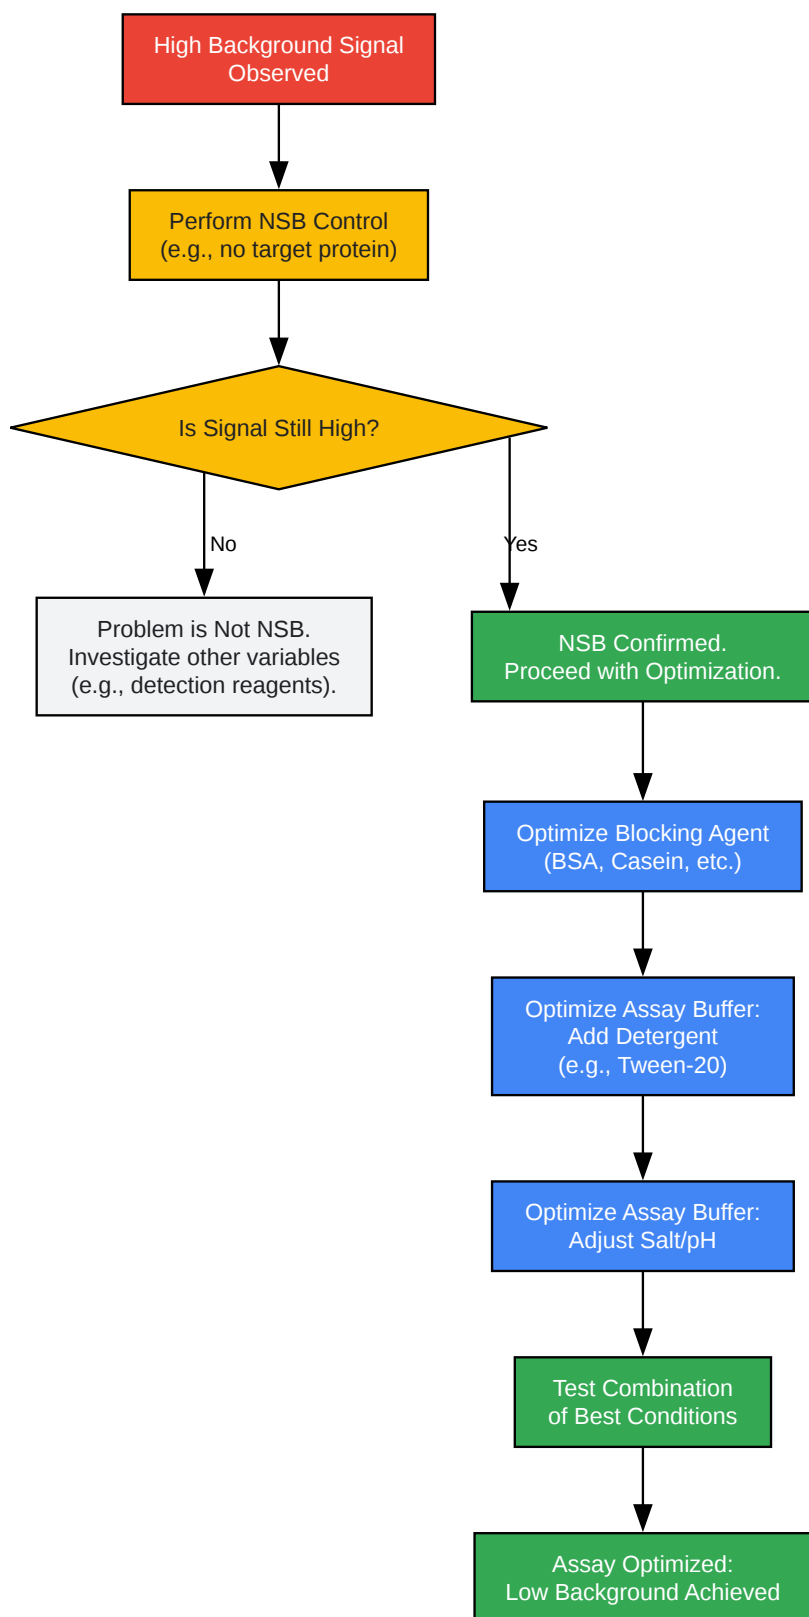 High Background Signal
Observed
Perform NSB Control
(e.g., no target protein)
Is Signal Still High?
No
Yes
Problem is Not NSB.
Investigate other variables
(e.g., detection reagents).
NSB Confirmed.
Proceed with Optimization.
Optimize Blocking Agent
(BSA, Casein, etc.)
Optimize Assay Buffer:
Add Detergent
(e.g., Tween-20)
Optimize Assay Buffer:
Adjust Salt/pH
Test Combination
of Best Conditions
Assay Optimized:
Low Background Achieved